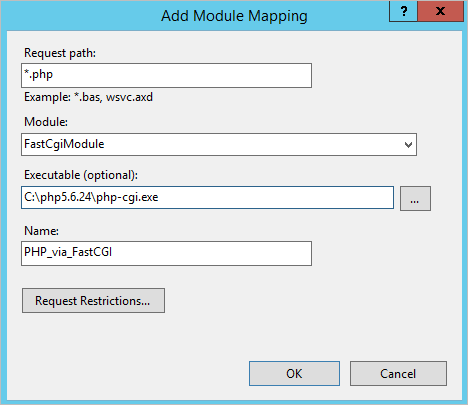 Add Module Mapping
?
X
Request path:
*.php
Example: *.bas, wsvc.axd
Module:
FastCgiModule
Executable (optional):
C:\php5.6.24\php-cgi.exe
...
Name:
PHP_via_FastCGI
Request Restrictions...
OK
Cancel